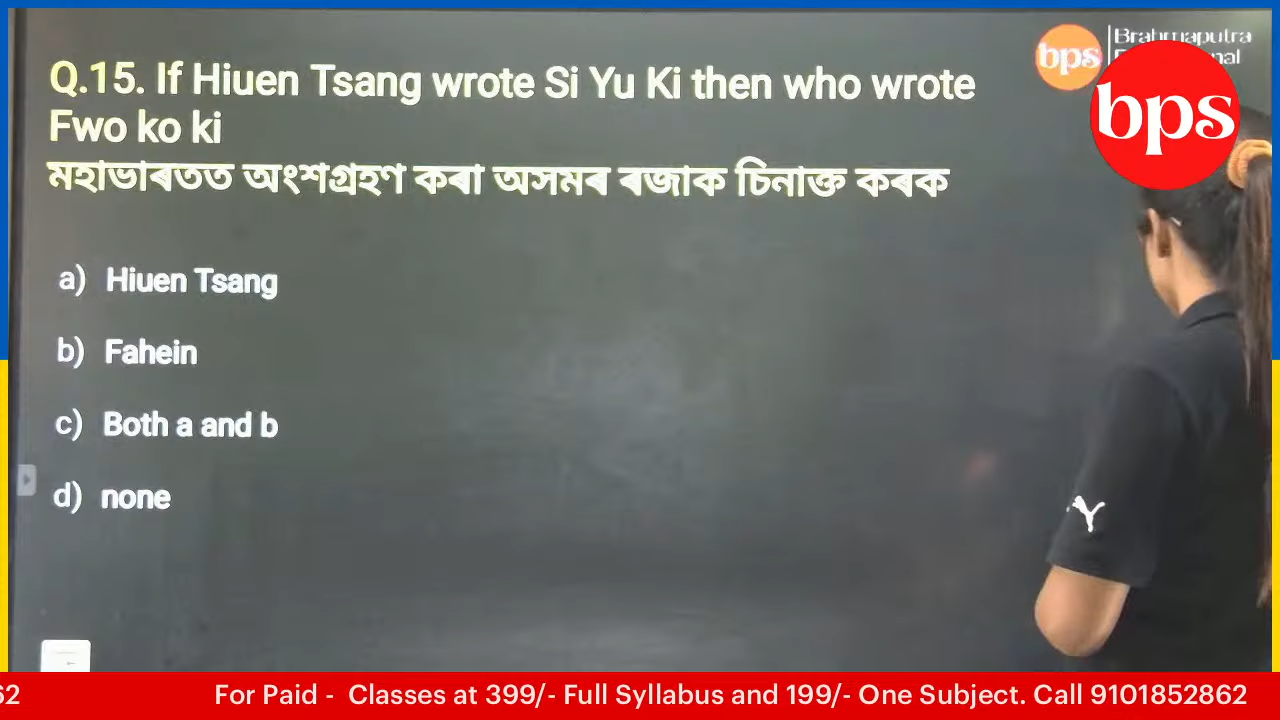 bps
Brahmaputra
bps
Q.15. If Hiuen Tsang wrote Si Yu Ki then who wrote
Fwo ko ki
মহাভাৰতত অংশগ্ৰহণ কৰা অসমৰ ৰজাক চিনাক্ত কৰক
a) Hiuen Tsang
b) Fahein
c) Both a and b
d) none
62 For Paid - Classes at 399/- Full Syllabus and 199/- One Subject. Call 9101852862